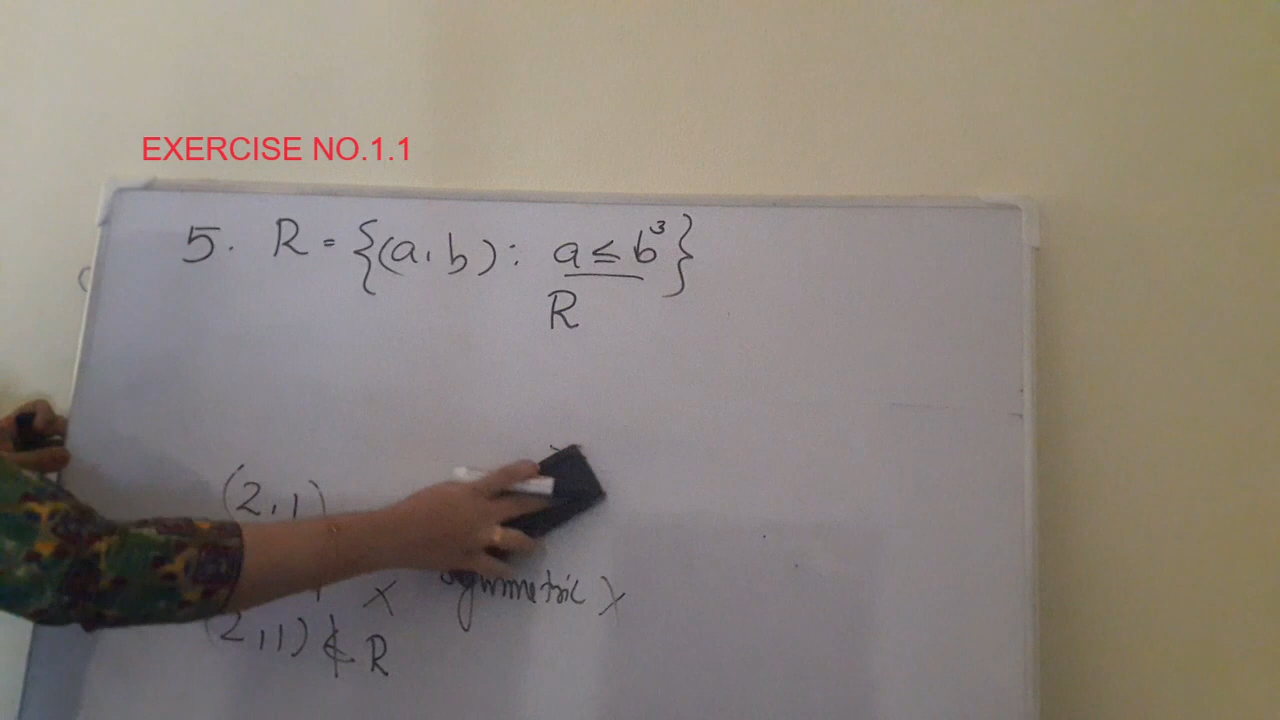 EXERCISE NO.1.1
5. R = {(a, b) : a ≤ b³}
R
(2, 1)
× symmetric ×
(2, 1) ∉ R